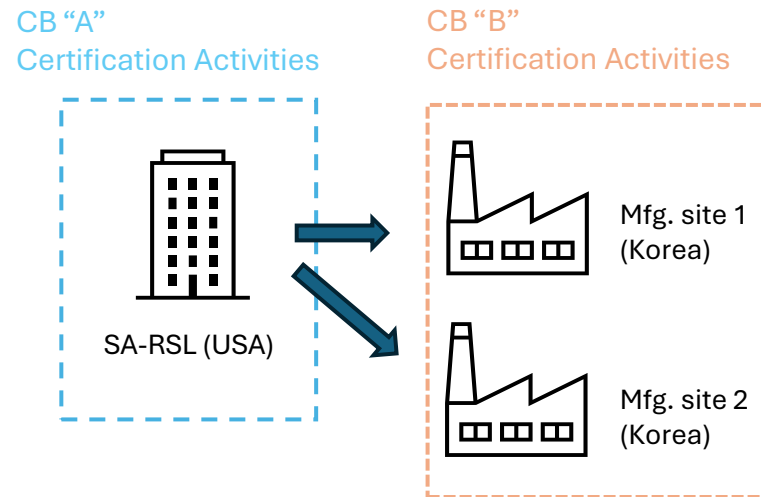 CB “A”
Certification Activities
CB “B”
Certification Activities
SA-RSL (USA)
Mfg. site 1
(Korea)
Mfg. site 2
(Korea)